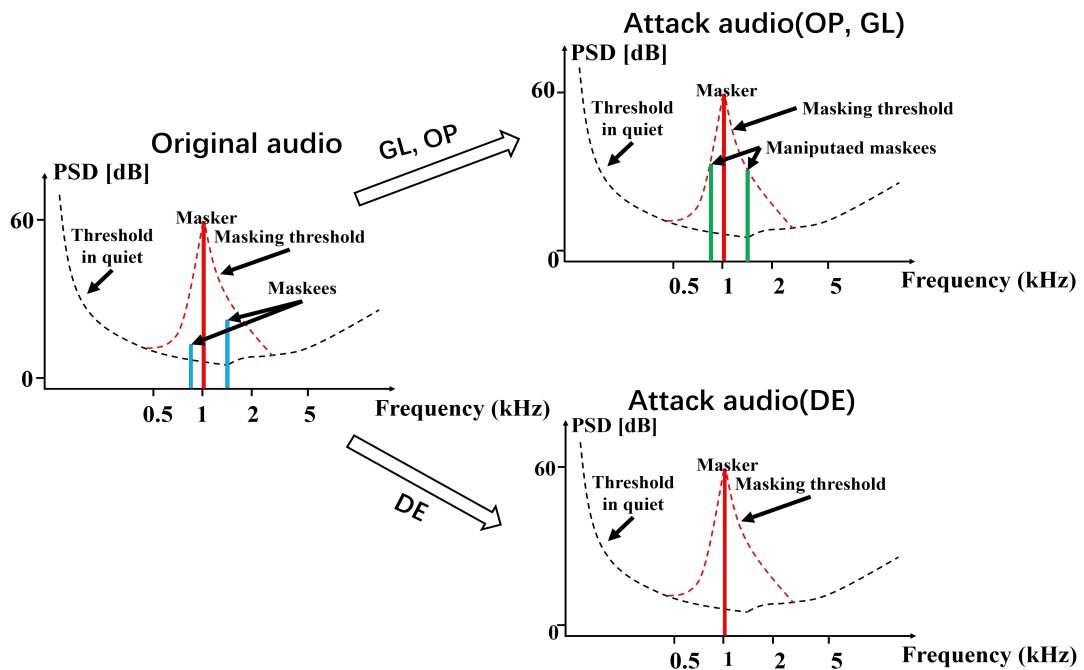 Original audio
PSD [dB]
60
Masker
Threshold
in quiet
Masking threshold
Maskees
0
0.5 1 2 5
Frequency (kHz)
GL, OP
DE
Attack audio(OP, GL)
PSD [dB]
60
Masker
Threshold
in quiet
Masking threshold
Maniputaed maskees
0
0.5 1 2 5
Frequency (kHz)
Attack audio(DE)
PSD [dB]
60
Masker
Threshold
in quiet
Masking threshold
0
0.5 1 2 5
Frequency (kHz)